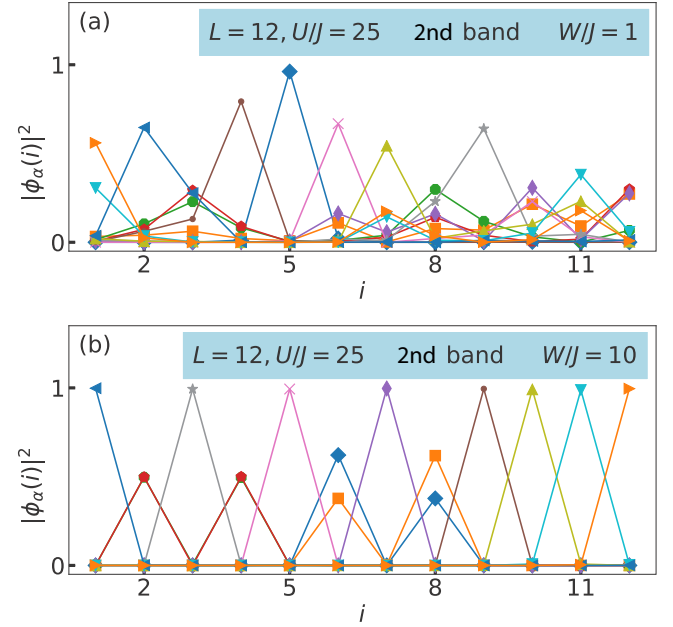 (a)
L = 12, U/J = 25 2nd band W/J = 1
1
0
|ϕα(i)|²
2 5 8 11
i
(b)
L = 12, U/J = 25 2nd band W/J = 10
1
0
|ϕα(i)|²
2 5 8 11
i